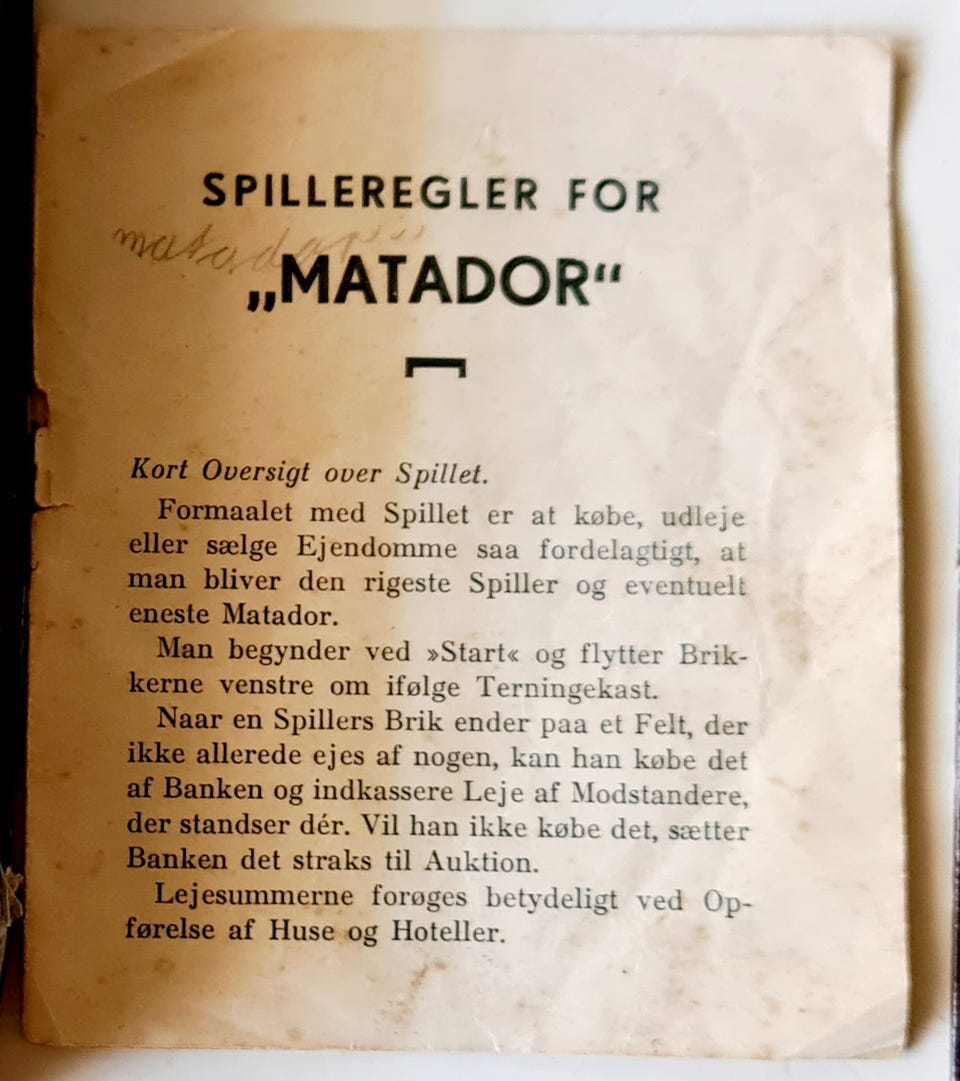 SPILLEREGLER FOR
matador
„MATADOR“
Kort Oversigt over Spillet.
Formaalet med Spillet er at købe, udleje
eller sælge Ejendomme saa fordelagtigt, at
man bliver den rigeste Spiller og eventuelt
eneste Matador.
Man begynder ved »Start« og flytter Brik-
kerne venstre om ifølge Terningekast.
Naar en Spillers Brik ender paa et Felt, der
ikke allerede ejes af nogen, kan han købe det
af Banken og indkassere Leje af Modstandere,
der standser dér. Vil han ikke købe det, sætter
Banken det straks til Auktion.
Lejesummerne forøges betydeligt ved Op-
førelse af Huse og Hoteller.